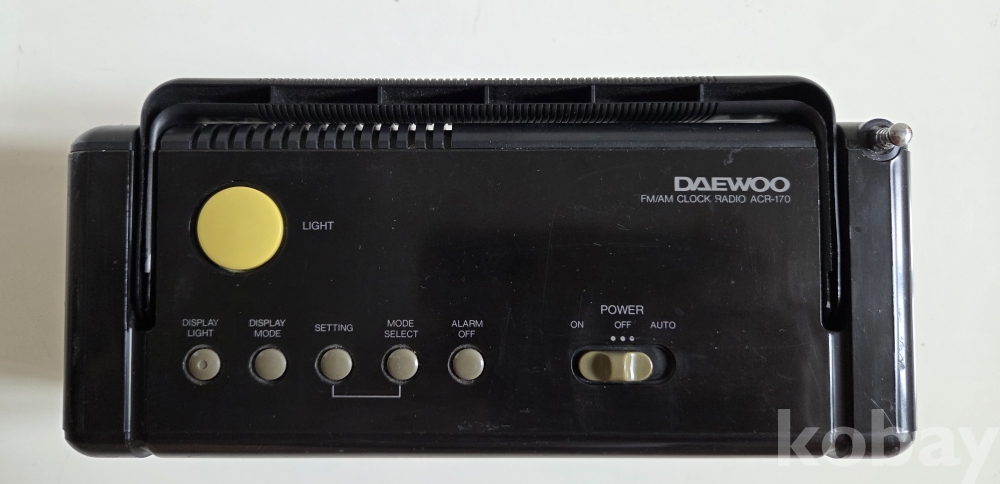 DAEWOO
FM/AM CLOCK RADIO ACR-170
LIGHT
DISPLAY
LIGHT
DISPLAY
MODE
SETTING
MODE
SELECT
ALARM
OFF
POWER
ON OFF AUTO
kobay